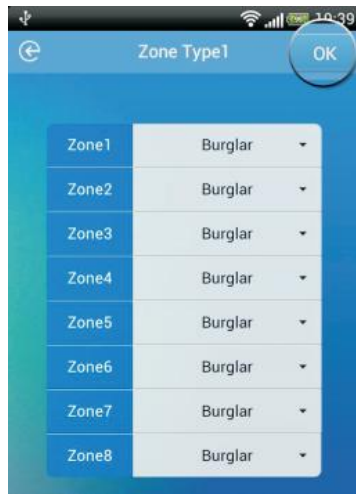 10:39
Zone Type1
OK
Zone1 Burglar
Zone2 Burglar
Zone3 Burglar
Zone4 Burglar
Zone5 Burglar
Zone6 Burglar
Zone7 Burglar
Zone8 Burglar